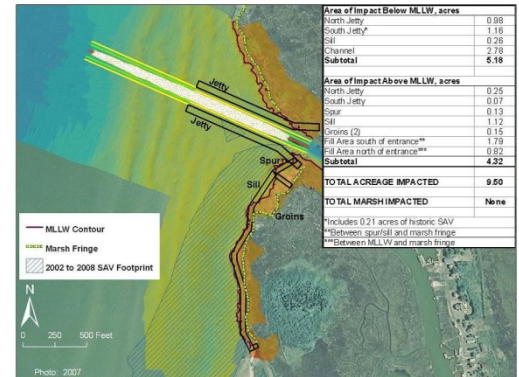 Area of Impact Below MLLW, acres
North Jetty 0.98
South Jetty* 1.16
Sill 0.26
Channel 2.78
Subtotal 5.18
Area of Impact Above MLLW, acres
North Jetty 0.25
South Jetty 0.07
Spur 0.13
Sill 1.12
Groins (2) 0.15
Fill Area south of entrance** 1.79
Fill Area north of entrance*** 0.82
Subtotal 4.32
TOTAL ACREAGE IMPACTED 9.50
TOTAL MARSH IMPACTED None
*Includes 0.21 acres of historic SAV
**Between spur/sill and marsh fringe
***Between MLLW and marsh fringe
Jetty
Jetty
Spur
Sill
Groins
MLLW Contour
Marsh Fringe
2002 to 2008 SAV Footprint
N
0 250 500 Feet
Photo: 2007